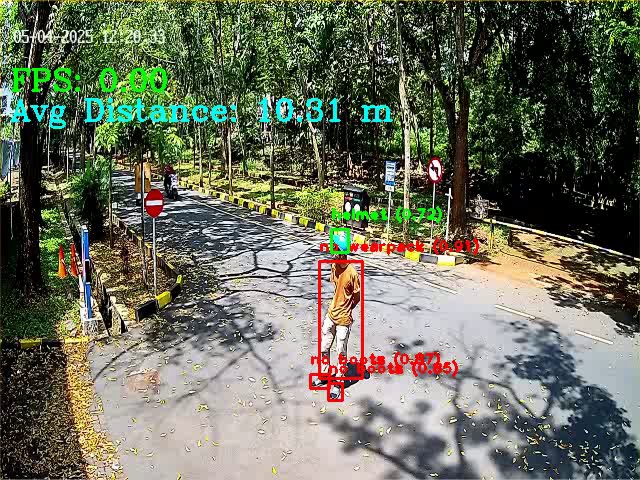 05-04-2025 12:20:33
FPS: 0.00
Avg Distance: 10.31 m
helmet (0.72)
no wearpack (0.91)
no boots (0.87)
no boots (0.85)